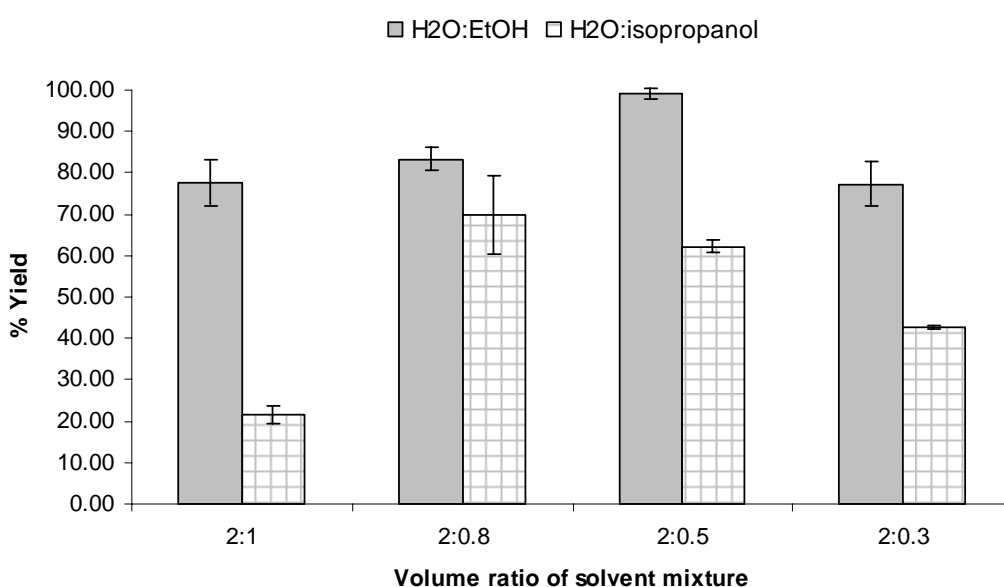 H2O:EtOH H2O:isopropanol
100.00
90.00
80.00
70.00
60.00
50.00
40.00
30.00
20.00
10.00
0.00
% Yield
2:1 2:0.8 2:0.5 2:0.3
Volume ratio of solvent mixture